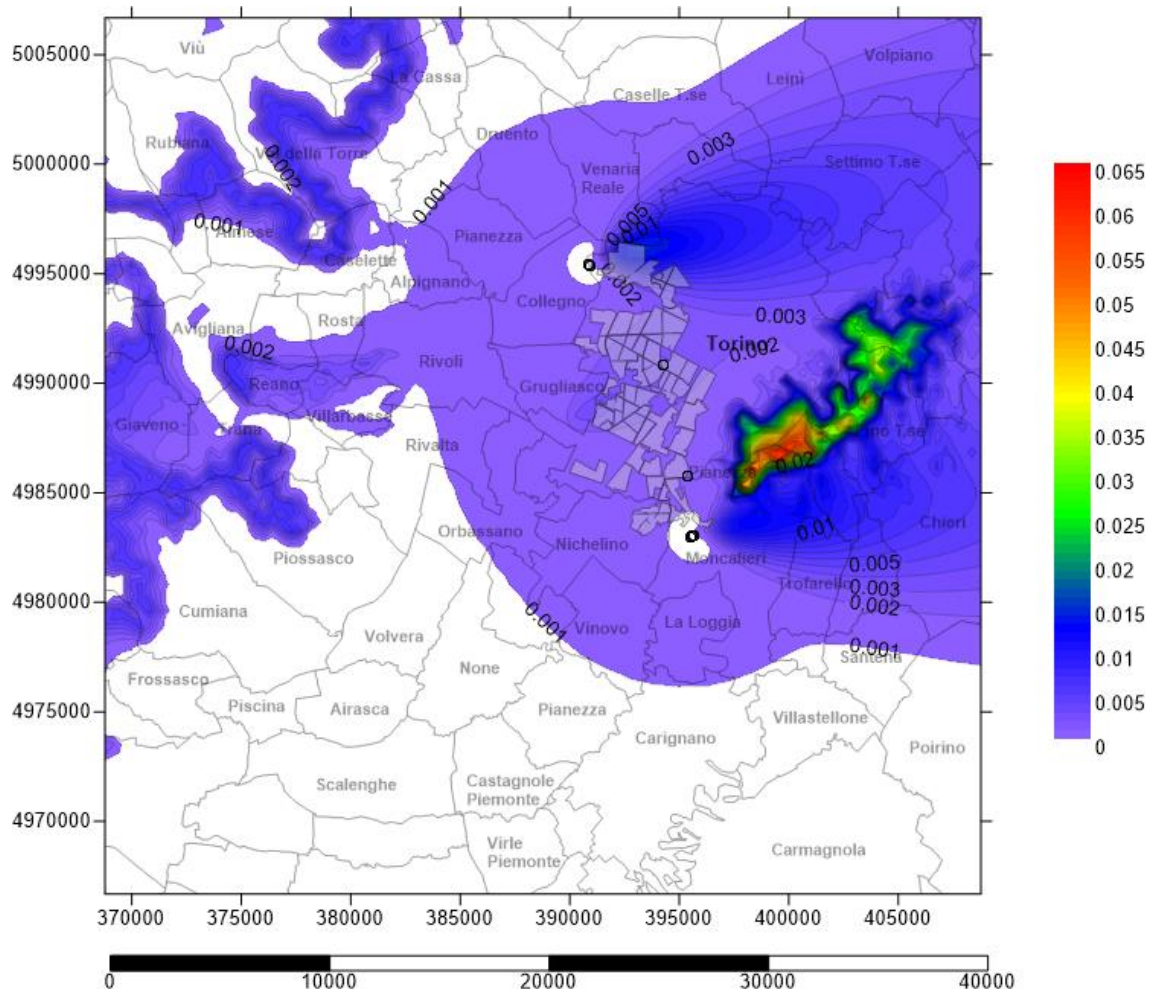 5005000
5000000
4995000
4990000
4985000
4980000
4975000
4970000
Viù
La Cassa
Volpiano
Leinì
Caselle T.se
Druento
Rubiana
Val della Torre
0.002
0.003
Venaria
Reale
Settimo T.se
0.001
0.001
Almese
0.005
0.01
Pianezza
Caselette
Alpignano
0.002
Collegno
Rosta
Avigliana
0.003
Torino
0.002
0.002
Rivoli
Reano
Grugliasco
Villarbasse
Giaveno
Trana
Rivalta
ino T.se
Pianezza
0.02
Orbassano
Nichelino
0.01
Chieri
Piossasco
Moncalieri
0.005
Trofarello
0.003
0.002
Cumiana
0.001
Vinovo
La Loggia
Volvera
0.001
Santena
None
Frossasco
Piscina
Airasca
Pianezza
Villastellone
Carignano
Poirino
Scalenghe
Castagnole
Piemonte
Virle
Piemonte
Carmagnola
370000 375000 380000 385000 390000 395000 400000 405000
0 10000 20000 30000 40000
0.065
0.06
0.055
0.05
0.045
0.04
0.035
0.03
0.025
0.02
0.015
0.01
0.005
0